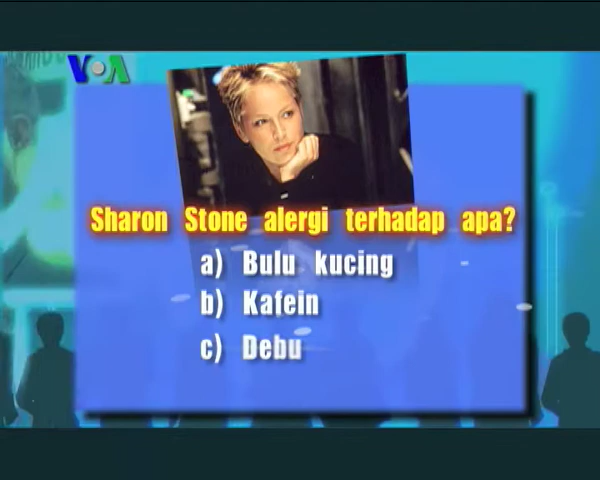 VOA
Sharon Stone alergi terhadap apa?
a) Bulu kucing
b) Kafein
c) Debu